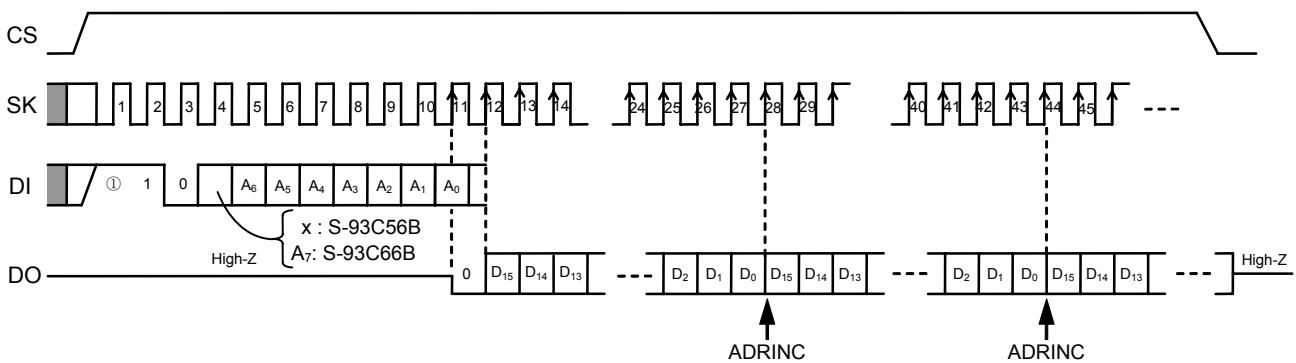 CS
SK 1 2 3 4 5 6 7 8 9 10 11 12 13 14 24 25 26 27 28 29 40 41 42 43 44 45
DI ① 1 0 A₆ A₅ A₄ A₃ A₂ A₁ A₀
x : S-93C56B
A₇: S-93C66B
High-Z
DO 0 D₁₅ D₁₄ D₁₃ D₂ D₁ D₀ D₁₅ D₁₄ D₁₃ D₂ D₁ D₀ D₁₅ D₁₄ D₁₃ High-Z
ADRINC ADRINC